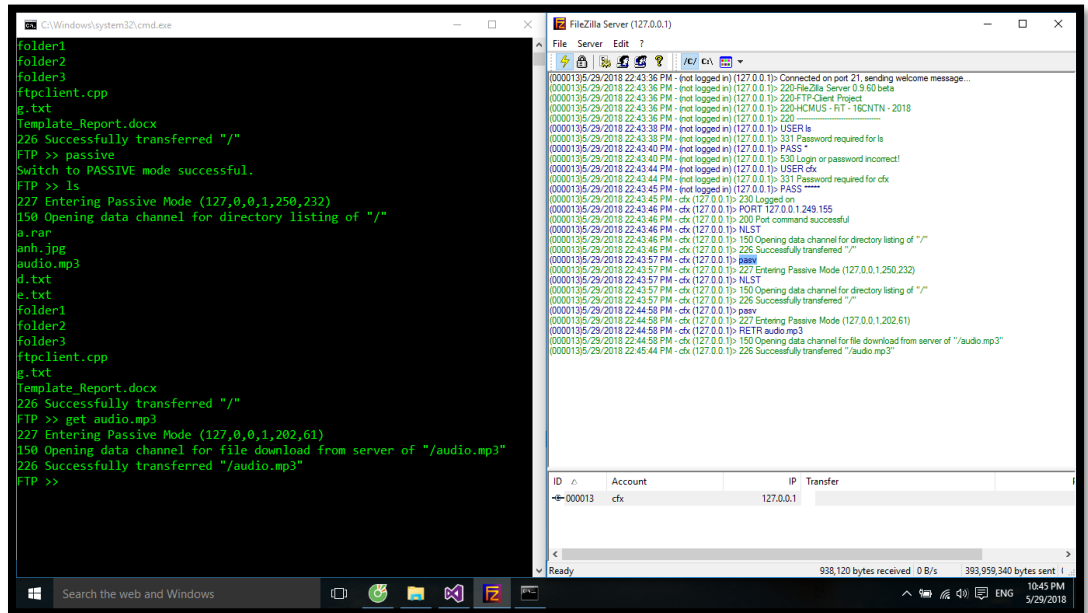 C:\Windows\system32\cmd.exe
folder1
folder2
folder3
ftpclient.cpp
g.txt
Template_Report.docx
226 Successfully transferred "/"
FTP >> passive
Switch to PASSIVE mode successful.
FTP >> ls
227 Entering Passive Mode (127,0,0,1,250,232)
150 Opening data channel for directory listing of "/"
a.rar
anh.jpg
audio.mp3
d.txt
e.txt
folder1
folder2
folder3
ftpclient.cpp
g.txt
Template_Report.docx
226 Successfully transferred "/"
FTP >> get audio.mp3
227 Entering Passive Mode (127,0,0,1,202,61)
150 Opening data channel for file download from server of "/audio.mp3"
226 Successfully transferred "/audio.mp3"
FTP >>
FileZilla Server (127.0.0.1)
File Server Edit ?
/C/ C:\
(000013)5/29/2018 22:43:36 PM - (not logged in) (127.0.0.1)> Connected on port 21, sending welcome message...
(000013)5/29/2018 22:43:36 PM - (not logged in) (127.0.0.1)> 220-FileZilla Server 0.9.60 beta
(000013)5/29/2018 22:43:36 PM - (not logged in) (127.0.0.1)> 220-FTP-Client Project
(000013)5/29/2018 22:43:36 PM - (not logged in) (127.0.0.1)> 220-HCMUS - FiT - 16CNTN - 2018
(000013)5/29/2018 22:43:36 PM - (not logged in) (127.0.0.1)> 220 -----------------------------------
(000013)5/29/2018 22:43:38 PM - (not logged in) (127.0.0.1)> USER ls
(000013)5/29/2018 22:43:38 PM - (not logged in) (127.0.0.1)> 331 Password required for ls
(000013)5/29/2018 22:43:40 PM - (not logged in) (127.0.0.1)> PASS *
(000013)5/29/2018 22:43:40 PM - (not logged in) (127.0.0.1)> 530 Login or password incorrect!
(000013)5/29/2018 22:43:44 PM - (not logged in) (127.0.0.1)> USER cfx
(000013)5/29/2018 22:43:44 PM - (not logged in) (127.0.0.1)> 331 Password required for cfx
(000013)5/29/2018 22:43:45 PM - (not logged in) (127.0.0.1)> PASS *****
(000013)5/29/2018 22:43:45 PM - cfx (127.0.0.1)> 230 Logged on
(000013)5/29/2018 22:43:46 PM - cfx (127.0.0.1)> PORT 127.0.0.1.249.155
(000013)5/29/2018 22:43:46 PM - cfx (127.0.0.1)> 200 Port command successful
(000013)5/29/2018 22:43:46 PM - cfx (127.0.0.1)> NLST
(000013)5/29/2018 22:43:46 PM - cfx (127.0.0.1)> 150 Opening data channel for directory listing of "/"
(000013)5/29/2018 22:43:46 PM - cfx (127.0.0.1)> 226 Successfully transferred "/"
(000013)5/29/2018 22:43:57 PM - cfx (127.0.0.1)> pasv
(000013)5/29/2018 22:43:57 PM - cfx (127.0.0.1)> 227 Entering Passive Mode (127,0,0,1,250,232)
(000013)5/29/2018 22:43:57 PM - cfx (127.0.0.1)> NLST
(000013)5/29/2018 22:43:57 PM - cfx (127.0.0.1)> 150 Opening data channel for directory listing of "/"
(000013)5/29/2018 22:43:57 PM - cfx (127.0.0.1)> 226 Successfully transferred "/"
(000013)5/29/2018 22:44:58 PM - cfx (127.0.0.1)> pasv
(000013)5/29/2018 22:44:58 PM - cfx (127.0.0.1)> 227 Entering Passive Mode (127,0,0,1,202,61)
(000013)5/29/2018 22:44:58 PM - cfx (127.0.0.1)> RETR audio.mp3
(000013)5/29/2018 22:44:58 PM - cfx (127.0.0.1)> 150 Opening data channel for file download from server of "/audio.mp3"
(000013)5/29/2018 22:45:44 PM - cfx (127.0.0.1)> 226 Successfully transferred "/audio.mp3"
ID Account IP Transfer
000013 cfx 127.0.0.1
Ready 938,120 bytes received 0 B/s 393,959,340 bytes sent
Search the web and Windows
ENG
10:45 PM
5/29/2018